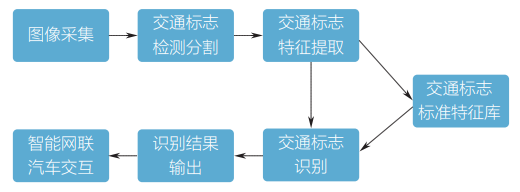 图像采集
交通标志
检测分割
交通标志
特征提取
交通标志
标准特征库
智能网联
汽车交互
识别结果
输出
交通标志
识别